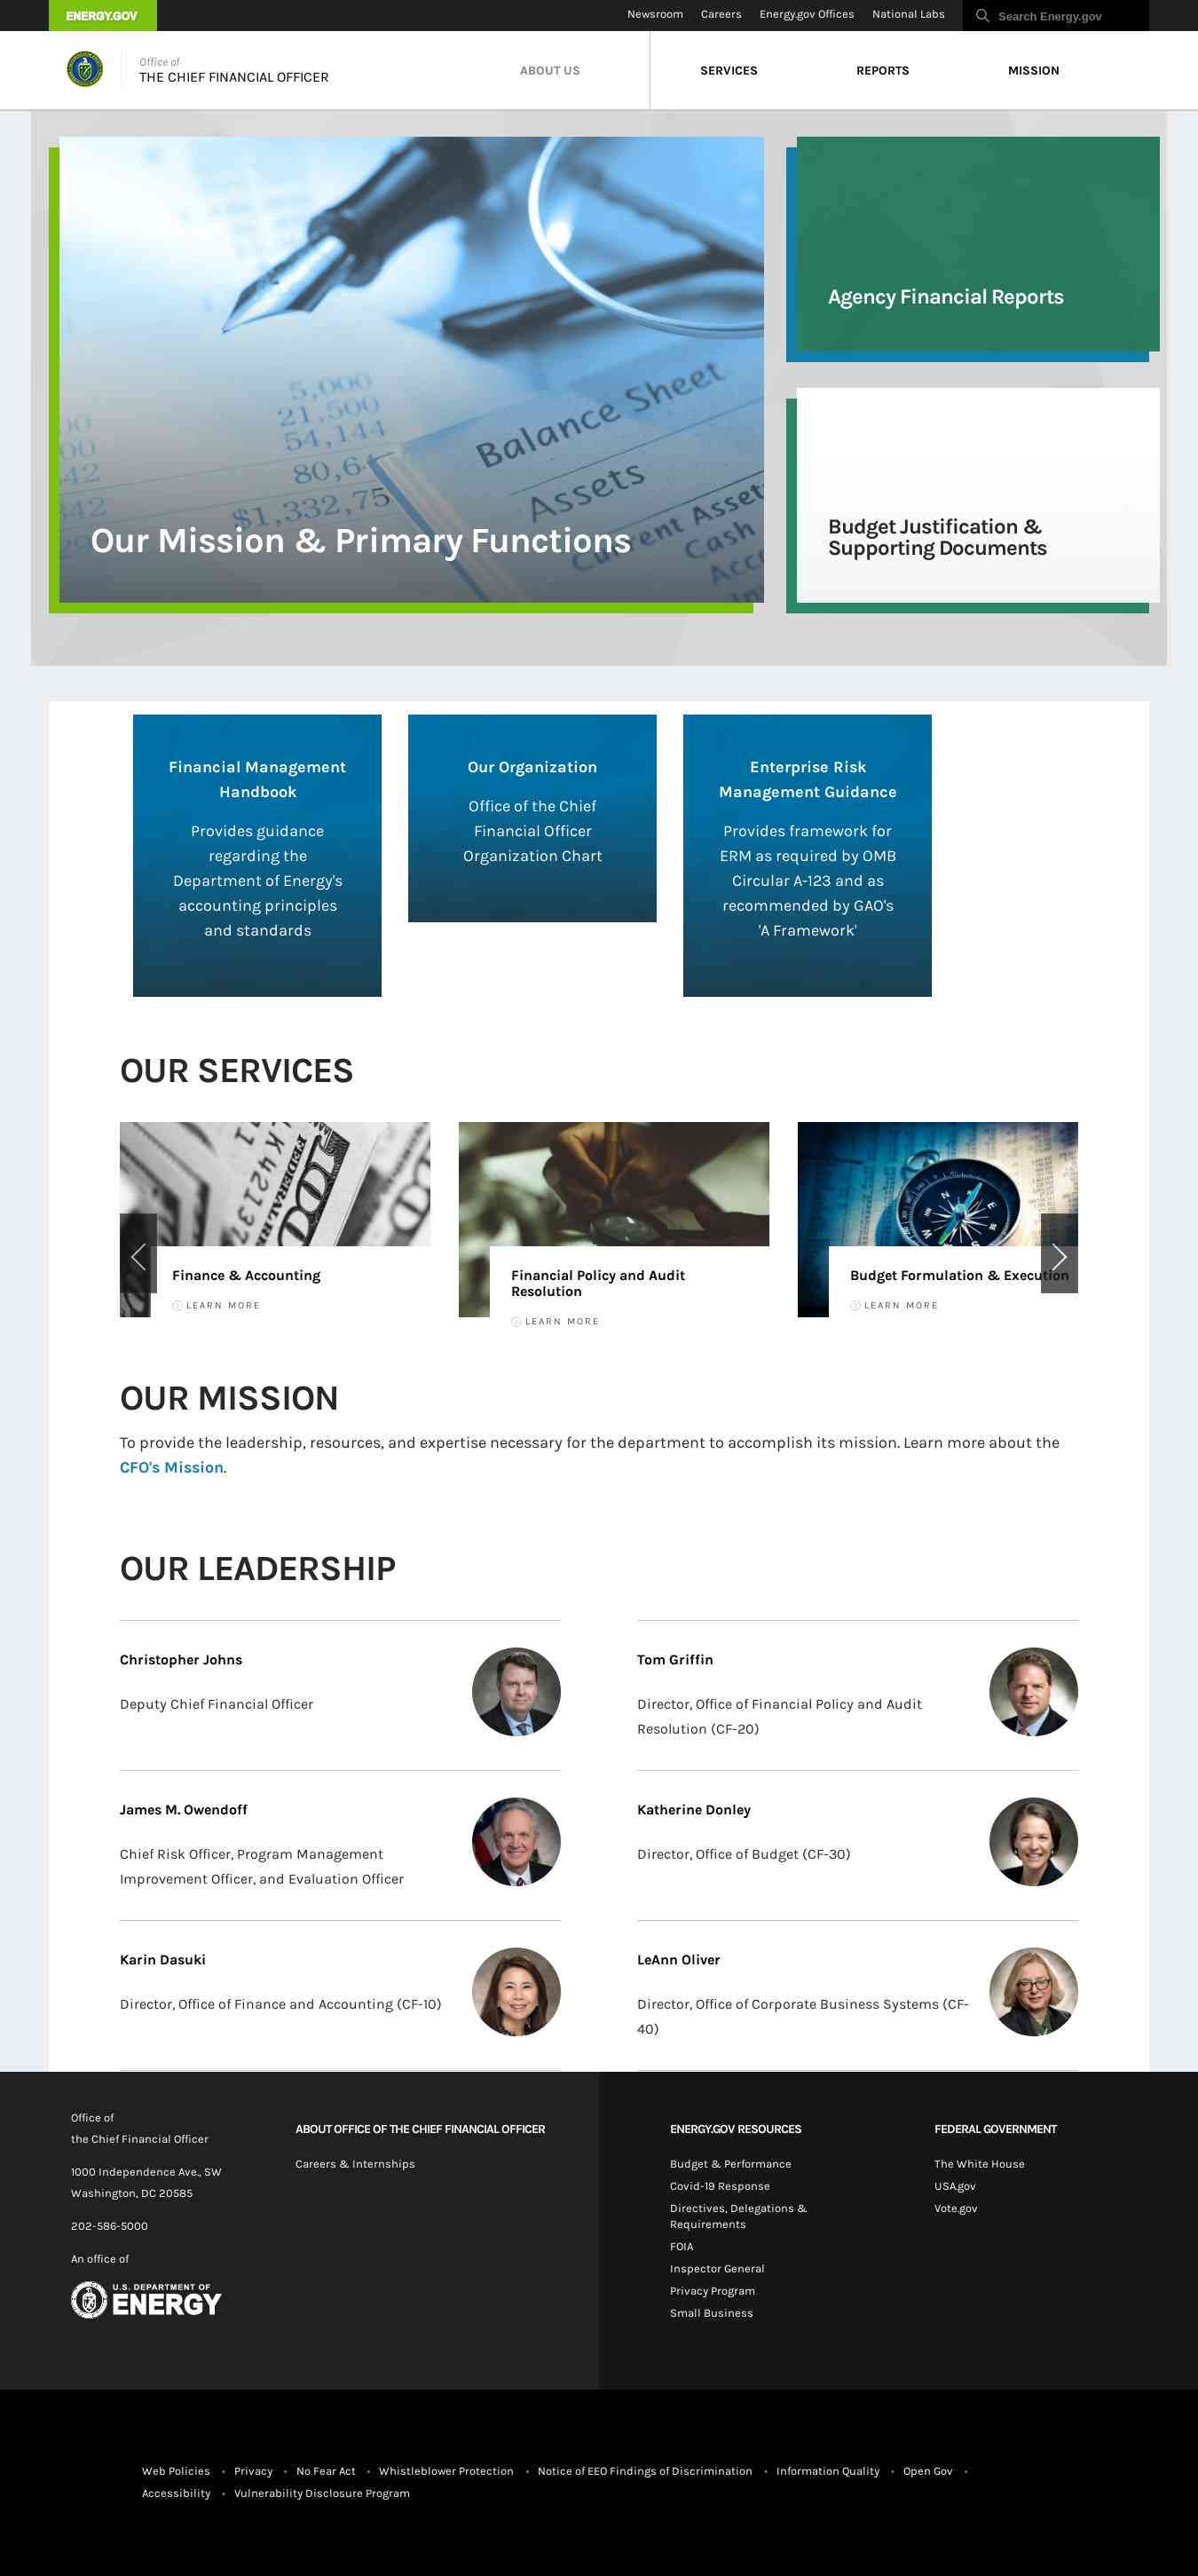 ENERGY.GOV
Newsroom Careers Energy.gov Offices National Labs Search Energy.gov
Office of
THE CHIEF FINANCIAL OFFICER
ABOUT US SERVICES REPORTS MISSION
5,000
21,500
54,144
80,64
$1,332,75
Balance Sheet
Assets
Our Mission & Primary Functions
Agency Financial Reports
Budget Justification &
Supporting Documents
Financial Management
Handbook
Provides guidance
regarding the
Department of Energy's
accounting principles
and standards
Our Organization
Office of the Chief
Financial Officer
Organization Chart
Enterprise Risk
Management Guidance
Provides framework for
ERM as required by OMB
Circular A-123 and as
recommended by GAO's
'A Framework'
OUR SERVICES
Finance & Accounting
LEARN MORE
Financial Policy and Audit
Resolution
LEARN MORE
Budget Formulation & Execution
LEARN MORE
OUR MISSION
To provide the leadership, resources, and expertise necessary for the department to accomplish its mission. Learn more about the
CFO's Mission.
OUR LEADERSHIP
Christopher Johns
Deputy Chief Financial Officer
Tom Griffin
Director, Office of Financial Policy and Audit
Resolution (CF-20)
James M. Owendoff
Chief Risk Officer, Program Management
Improvement Officer, and Evaluation Officer
Katherine Donley
Director, Office of Budget (CF-30)
Karin Dasuki
Director, Office of Finance and Accounting (CF-10)
LeAnn Oliver
Director, Office of Corporate Business Systems (CF-
40)
Office of
the Chief Financial Officer
1000 Independence Ave., SW
Washington, DC 20585
202-586-5000
An office of
U.S. DEPARTMENT OF
ENERGY
ABOUT OFFICE OF THE CHIEF FINANCIAL OFFICER
Careers & Internships
ENERGY.GOV RESOURCES
Budget & Performance
Covid-19 Response
Directives, Delegations &
Requirements
FOIA
Inspector General
Privacy Program
Small Business
FEDERAL GOVERNMENT
The White House
USA.gov
Vote.gov
Web Policies • Privacy • No Fear Act • Whistleblower Protection • Notice of EEO Findings of Discrimination • Information Quality • Open Gov •
Accessibility • Vulnerability Disclosure Program